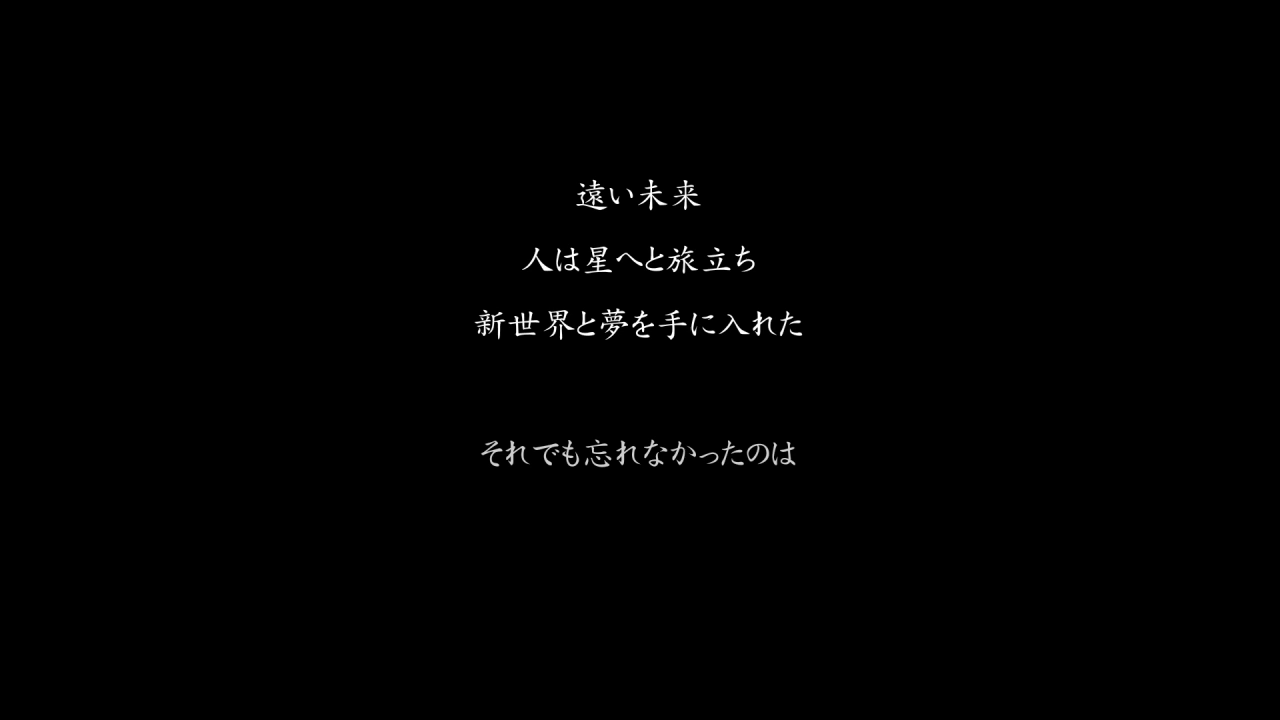 遠い未来
人は星へと旅立ち
新世界と夢を手に入れた
それでも忘れなかったのは